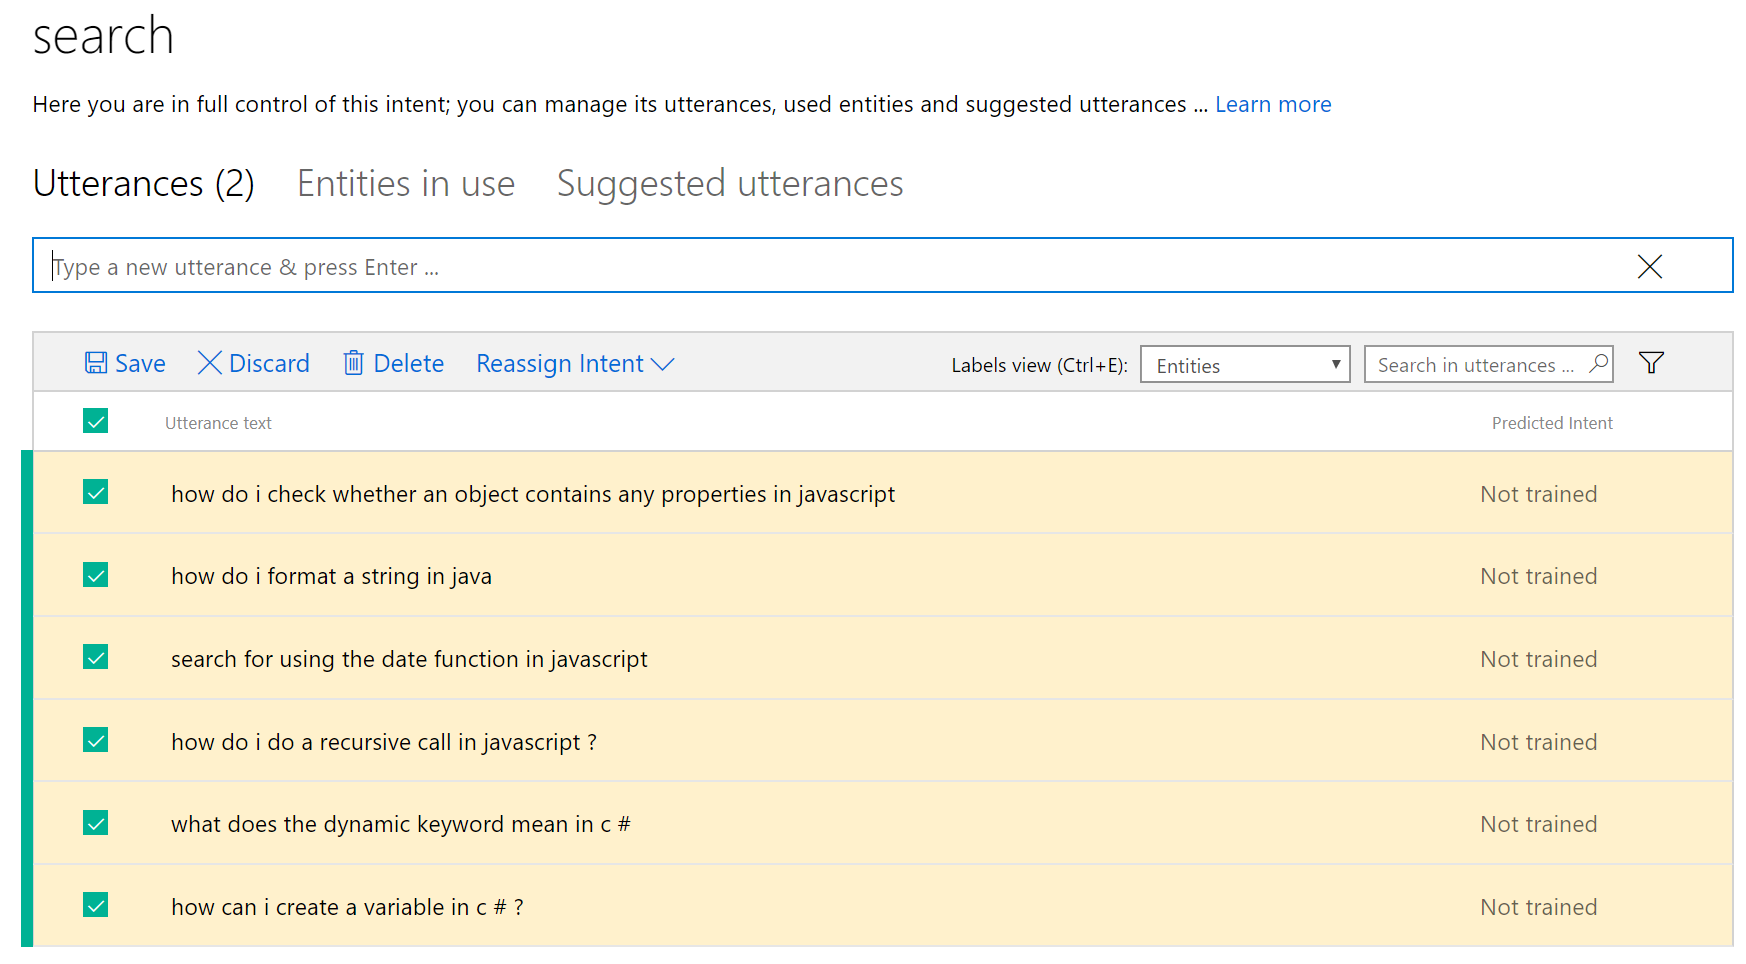 search
Here you are in full control of this intent; you can manage its utterances, used entities and suggested utterances ... Learn more
Utterances (2) Entities in use Suggested utterances
Type a new utterance & press Enter ...
Save Discard Delete Reassign Intent Labels view (Ctrl+E): Entities Search in utterances ...
Utterance text Predicted Intent
how do i check whether an object contains any properties in javascript Not trained
how do i format a string in java Not trained
search for using the date function in javascript Not trained
how do i do a recursive call in javascript ? Not trained
what does the dynamic keyword mean in c # Not trained
how can i create a variable in c # ? Not trained